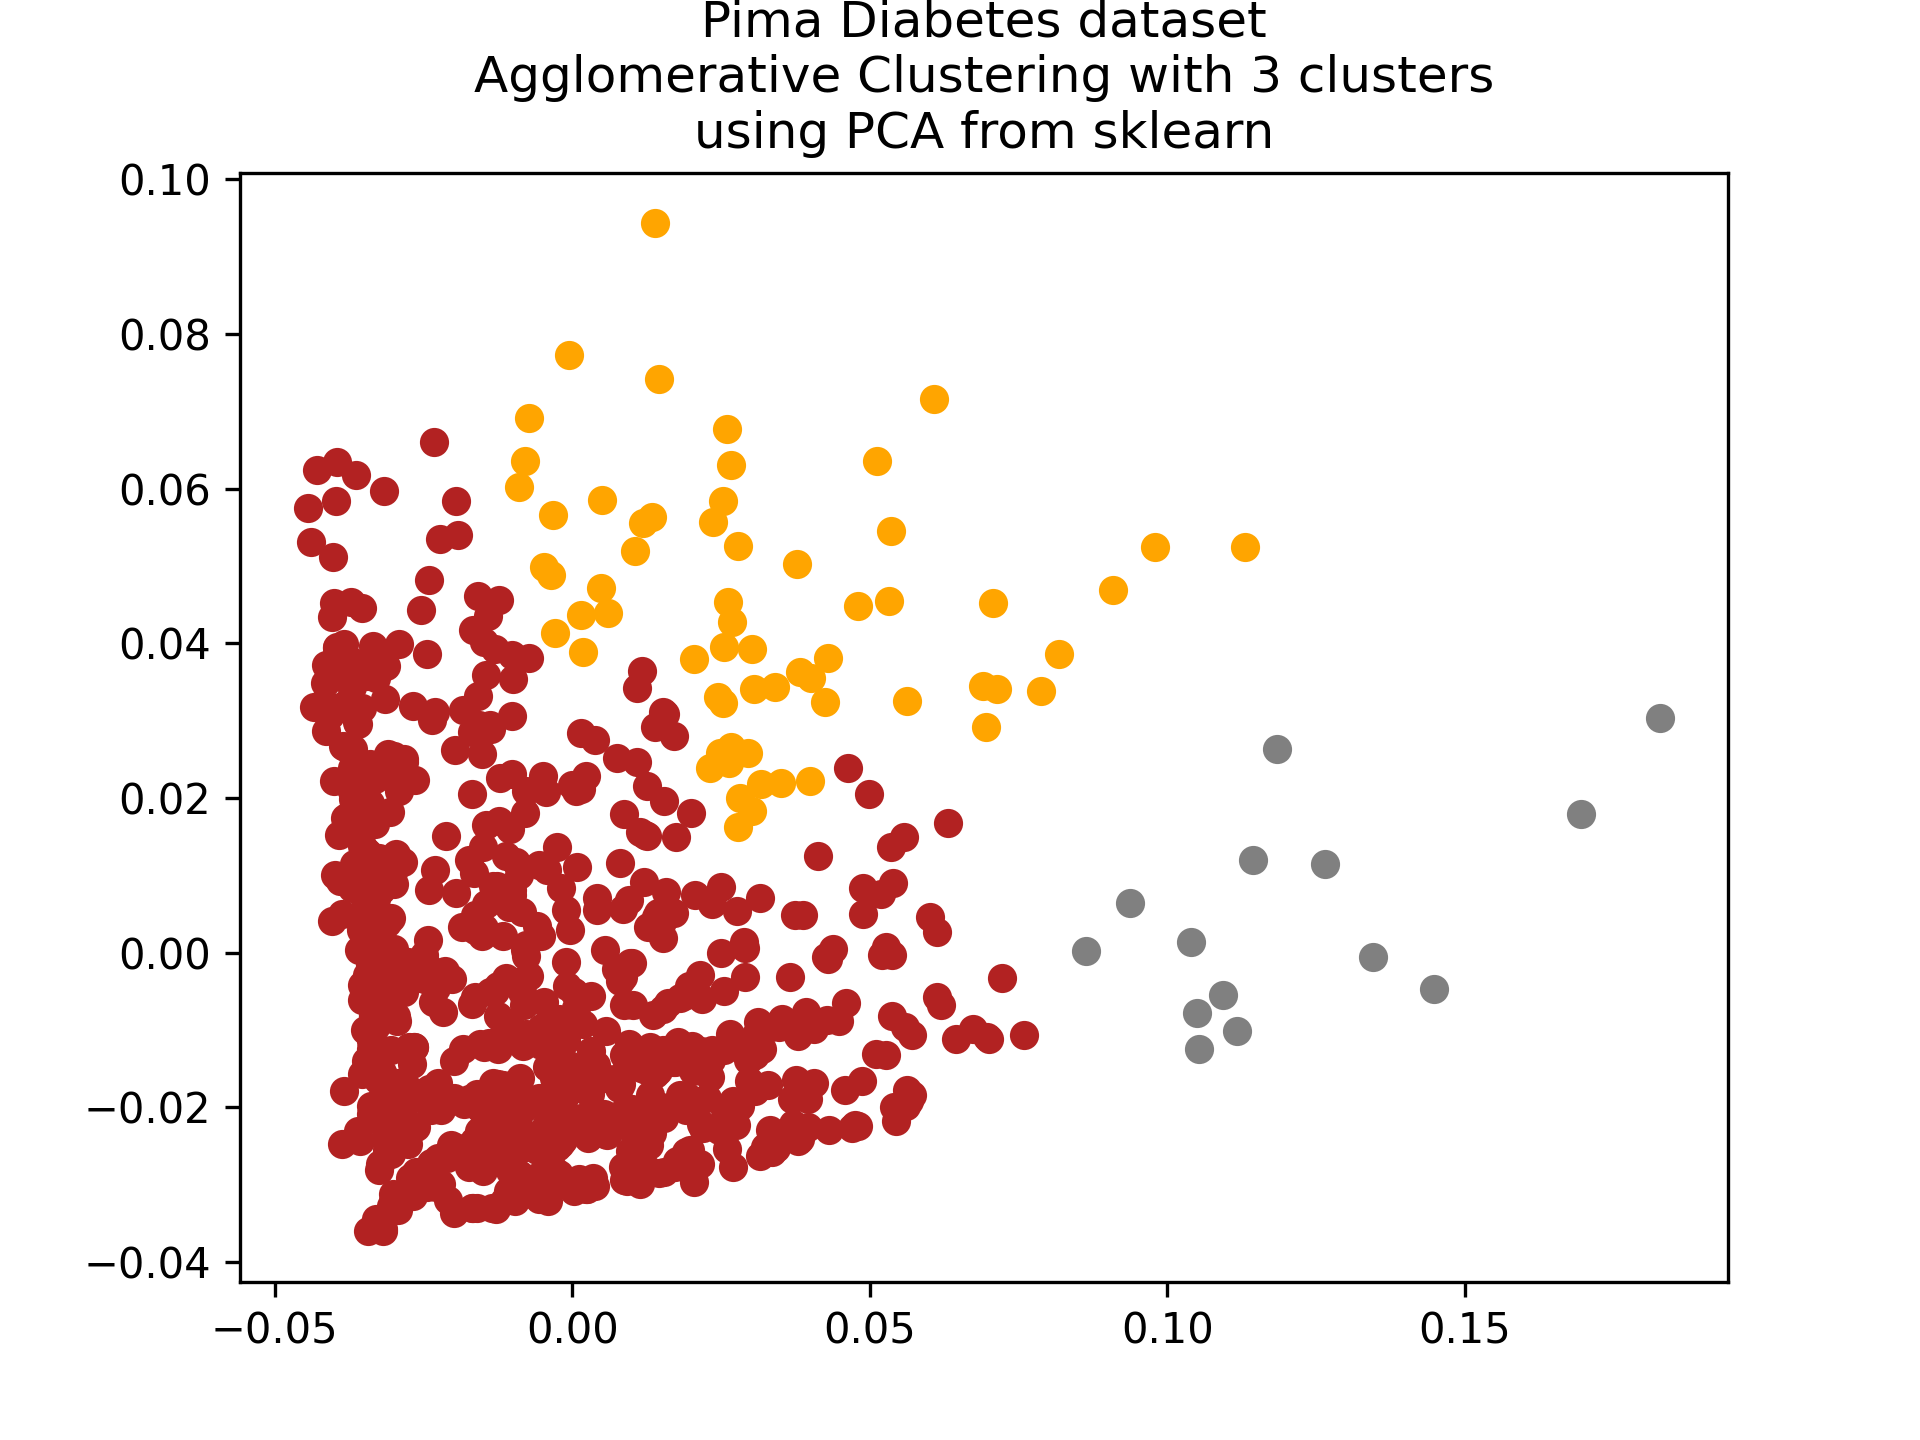 Pima Diabetes dataset
Agglomerative Clustering with 3 clusters
using PCA from sklearn
0.10
0.08
0.06
0.04
0.02
0.00
−0.02
−0.04
−0.05 0.00 0.05 0.10 0.15